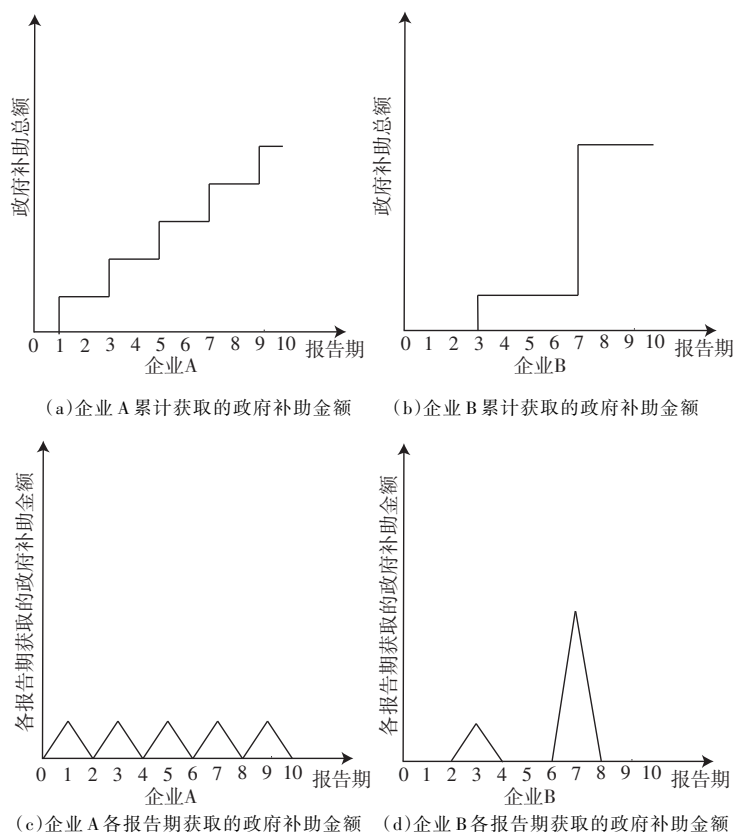 政府补助总额
0 1 2 3 4 5 6 7 8 9 10 报告期
企业A
(a)企业 A 累计获取的政府补助金额
政府补助总额
0 1 2 3 4 5 6 7 8 9 10 报告期
企业B
(b)企业 B 累计获取的政府补助金额
各报告期获取的政府补助金额
0 1 2 3 4 5 6 7 8 9 10 报告期
企业A
(c)企业 A 各报告期获取的政府补助金额
各报告期获取的政府补助金额
0 1 2 3 4 5 6 7 8 9 10 报告期
企业B
(d)企业 B 各报告期获取的政府补助金额